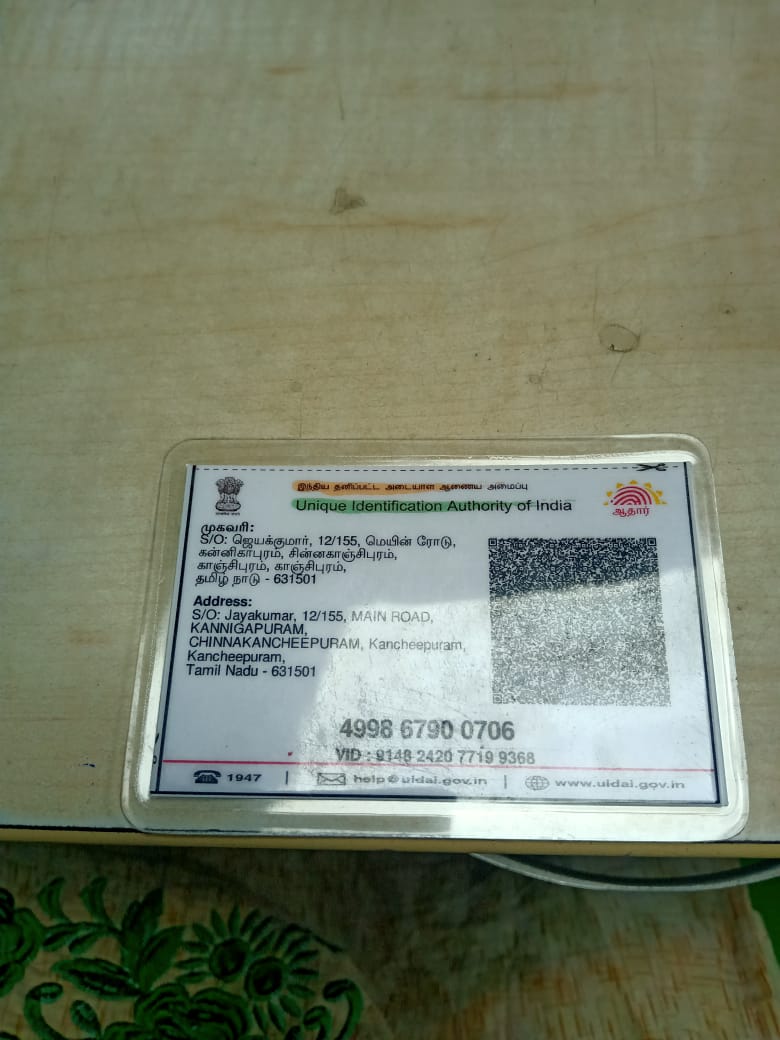 இந்திய தனிப்பட்ட அடையாள ஆணைய அமைப்பு
Unique Identification Authority of India
ஆதார்
முகவரி:
S/O: ஜெயக்குமார், 12/155, மெயின் ரோடு,
கன்னிகாபுரம், சின்னகாஞ்சிபுரம்,
காஞ்சிபுரம், காஞ்சிபுரம்,
தமிழ் நாடு - 631501
Address:
S/O: Jayakumar, 12/155, MAIN ROAD,
KANNIGAPURAM,
CHINNAKANCHEEPURAM, Kancheepuram,
Kancheepuram,
Tamil Nadu - 631501
4998 6790 0706
VID : 9148 2420 7719 9368
1947 | help@uidai.gov.in | www.uidai.gov.in